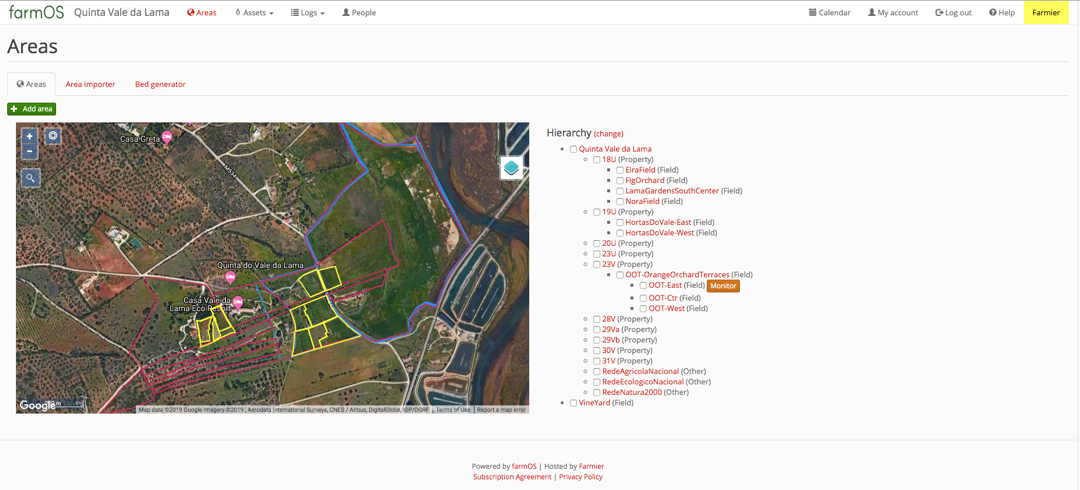 farmOS Quinta Vale da Lama Areas Assets Logs People Calendar My account Log out Help Farmier
Areas
Areas Area importer Bed generator
+ Add area
Hierarchy (change)
Quinta Vale da Lama
18U (Property)
EiraField (Field)
FigOrchard (Field)
LamaGardensSouthCenter (Field)
NoraField (Field)
19U (Property)
HortasDoVale-East (Field)
HortasDoVale-West (Field)
20U (Property)
23U (Property)
23V (Property)
OOT-OrangeOrchardTerraces (Field)
OOT-East (Field) Monitor
OOT-Ctr (Field)
OOT-West (Field)
28V (Property)
29Va (Property)
29Vb (Property)
30V (Property)
31V (Property)
RedeAgricolaNacional (Other)
RedeEcologicoNacional (Other)
RedeNatura2000 (Other)
VineYard (Field)
+
-
Casa Greta
Quinta do Vale da Lama
Casa Vale da
Lama Eco Resort
Google
Map data ©2019 Google Imagery ©2019 , Aerodata International Surveys, CNES / Airbus, DigitalGlobe, IGP/DGRF Terms of Use Report a map error
Powered by farmOS | Hosted by Farmier
Subscription Agreement | Privacy Policy